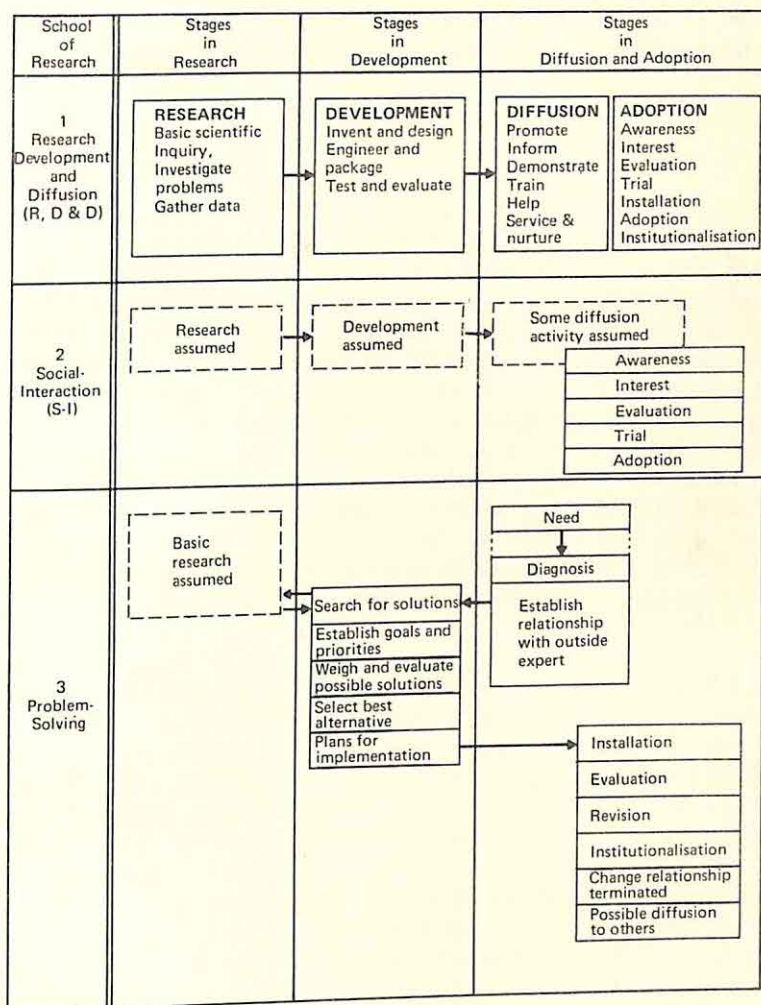 School
of
Research
Stages
in
Research
Stages
in
Development
Stages
in
Diffusion and Adoption
1
Research
Development
and
Diffusion
(R, D & D)
RESEARCH
Basic scientific
Inquiry,
Investigate
problems
Gather data
DEVELOPMENT
Invent and design
Engineer and
package
Test and evaluate
DIFFUSION
Promote
Inform
Demonstrate
Train
Help
Service &
nurture
ADOPTION
Awareness
Interest
Evaluation
Trial
Installation
Adoption
Institutionalisation
2
Social-
Interaction
(S-I)
Research
assumed
Development
assumed
Some diffusion
activity assumed
Awareness
Interest
Evaluation
Trial
Adoption
3
Problem-
Solving
Basic
research
assumed
Need
Diagnosis
Establish
relationship
with outside
expert
Search for solutions
Establish goals and
priorities
Weigh and evaluate
possible solutions
Select best
alternative
Plans for
implementation
Installation
Evaluation
Revision
Institutionalisation
Change relationship
terminated
Possible diffusion
to others